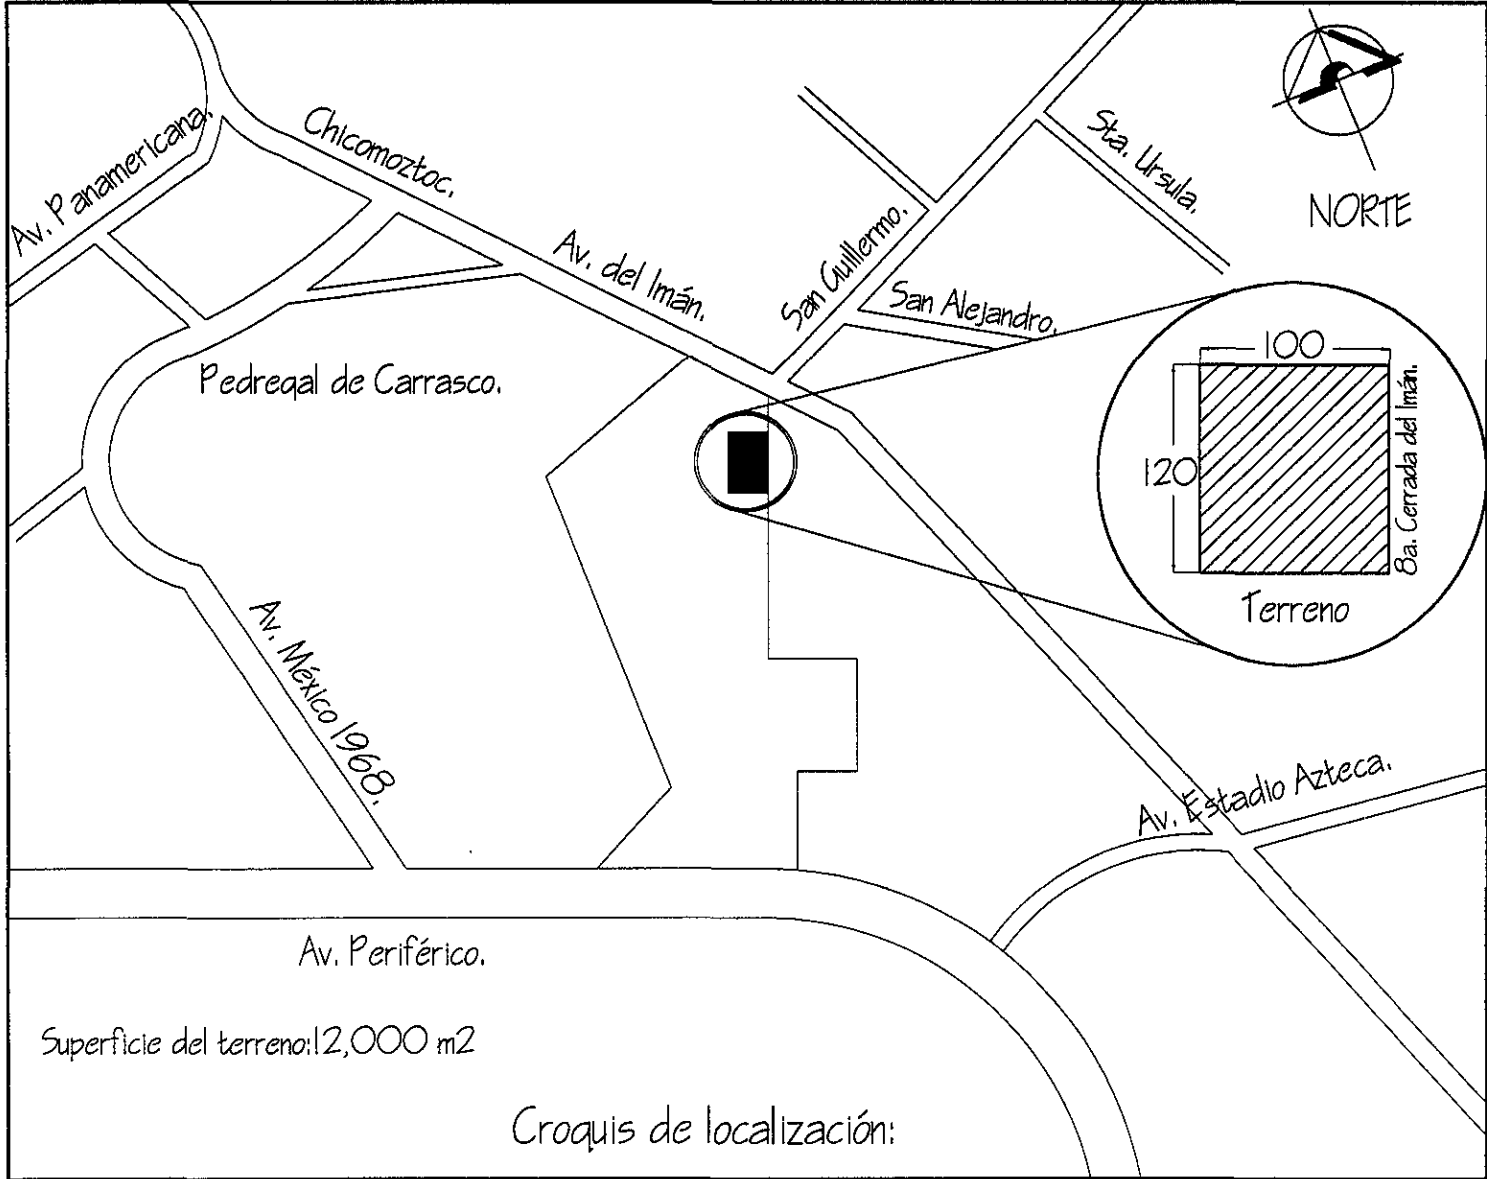 Av. Panamericana.
Chicomoztoc.
Av. del Imán.
San Guillermo.
Sta. Ursula.
NORTE
San Alejandro.
Pedregal de Carrasco.
100
120
8a. Cerrada del Imán.
Terreno
Av. México 1968.
Av. Estadio Azteca.
Av. Periférico.
Superficie del terreno:12,000 m2
Croquis de localización: